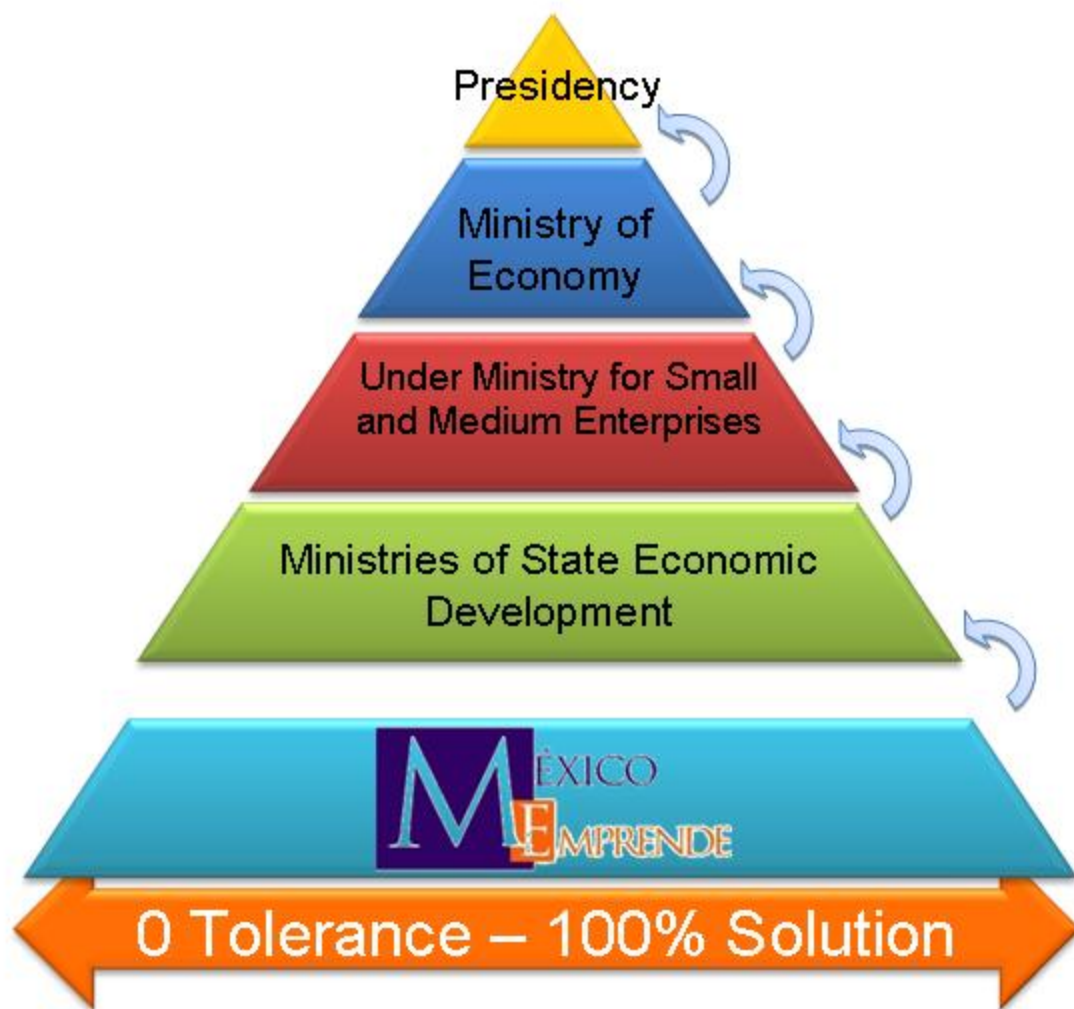 Presidency
Ministry of
Economy
Under Ministry for Small
and Medium Enterprises
Ministries of State Economic
Development
MÉXICO
EMPRENDE
0 Tolerance – 100% Solution